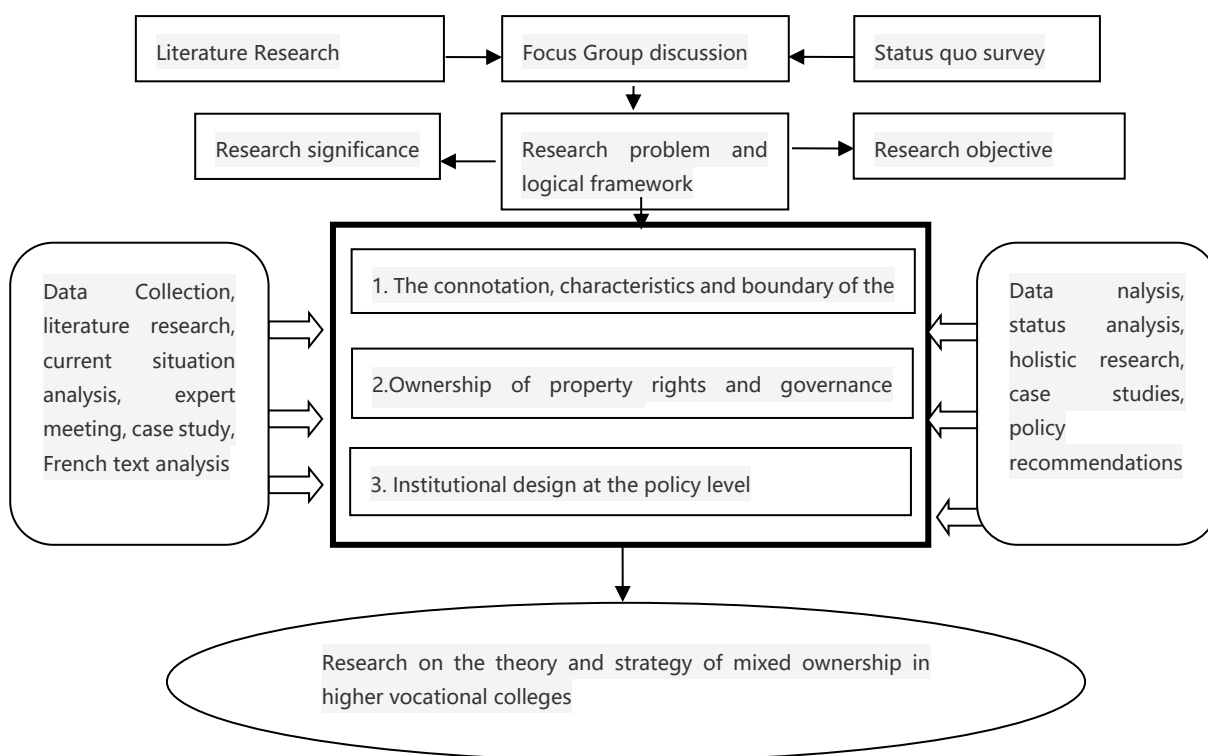 Literature Research
Focus Group discussion
Status quo survey
Research significance
Research problem and
logical framework
Research objective
Data Collection,
literature research,
current situation
analysis, expert
meeting, case study,
French text analysis
1. The connotation, characteristics and boundary of the
2.Ownership of property rights and governance
3. Institutional design at the policy level
Data nalysis,
status analysis,
holistic research,
case studies,
policy
recommendations
Research on the theory and strategy of mixed ownership in
higher vocational colleges